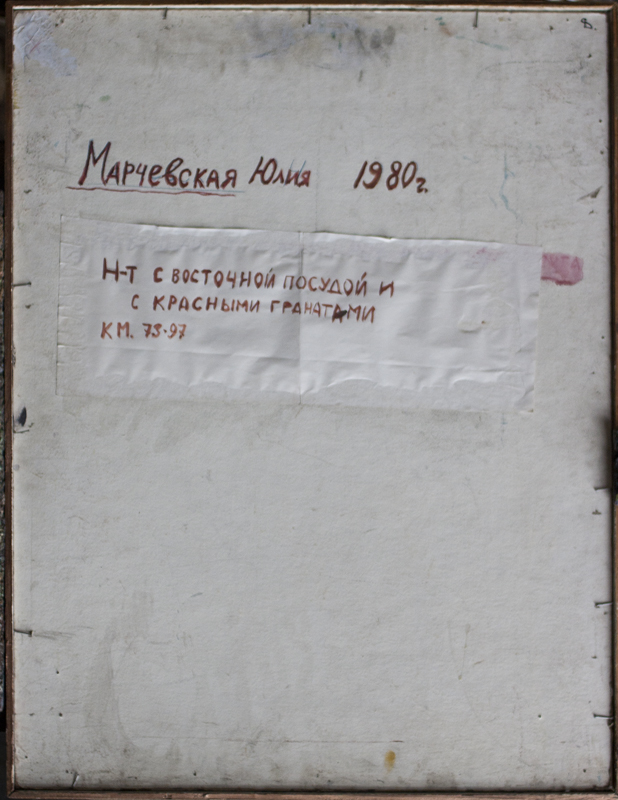 Марчевская Юлия 1980г.
Н-т с восточной посудой и
с красными гранатами
КМ. 73·97